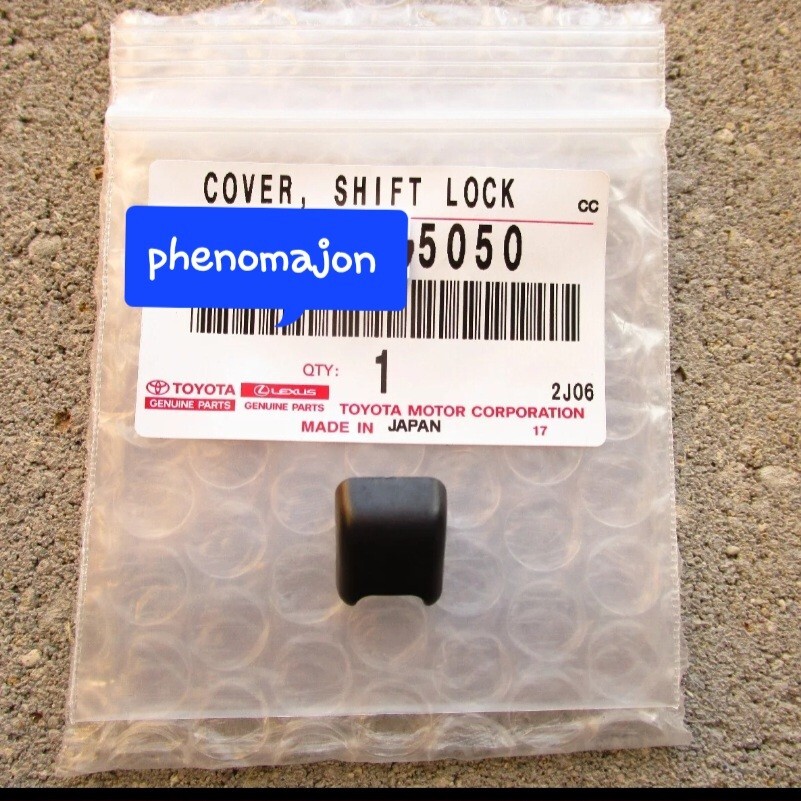 COVER, SHIFT LOCK
CC
phenomajon
5050
QTY: 1
TOYOTA
GENUINE PARTS
LEXUS
GENUINE PARTS
2J06
TOYOTA MOTOR CORPORATION
MADE IN JAPAN
17